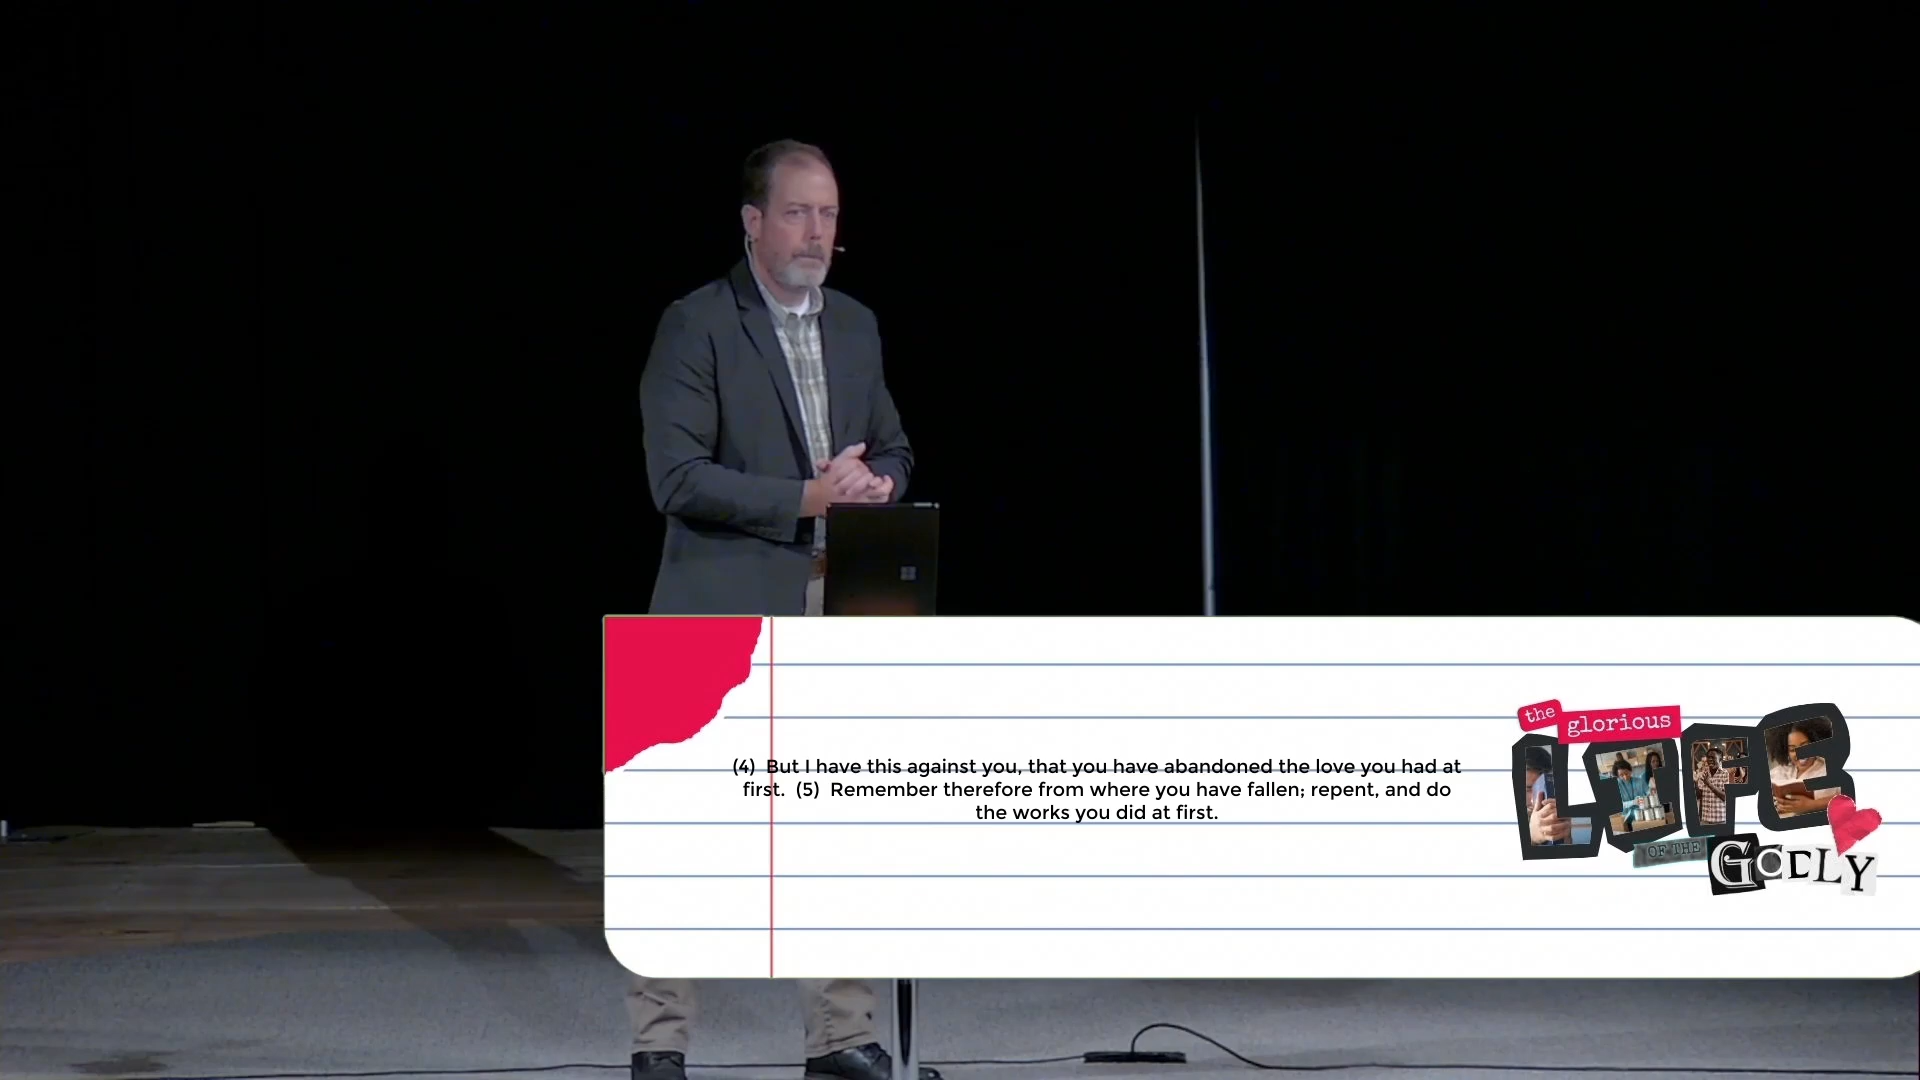 (4) But I have this against you, that you have abandoned the love you had at
first. (5) Remember therefore from where you have fallen; repent, and do
the works you did at first.
the glorious
LIFE
OF THE
GODLY